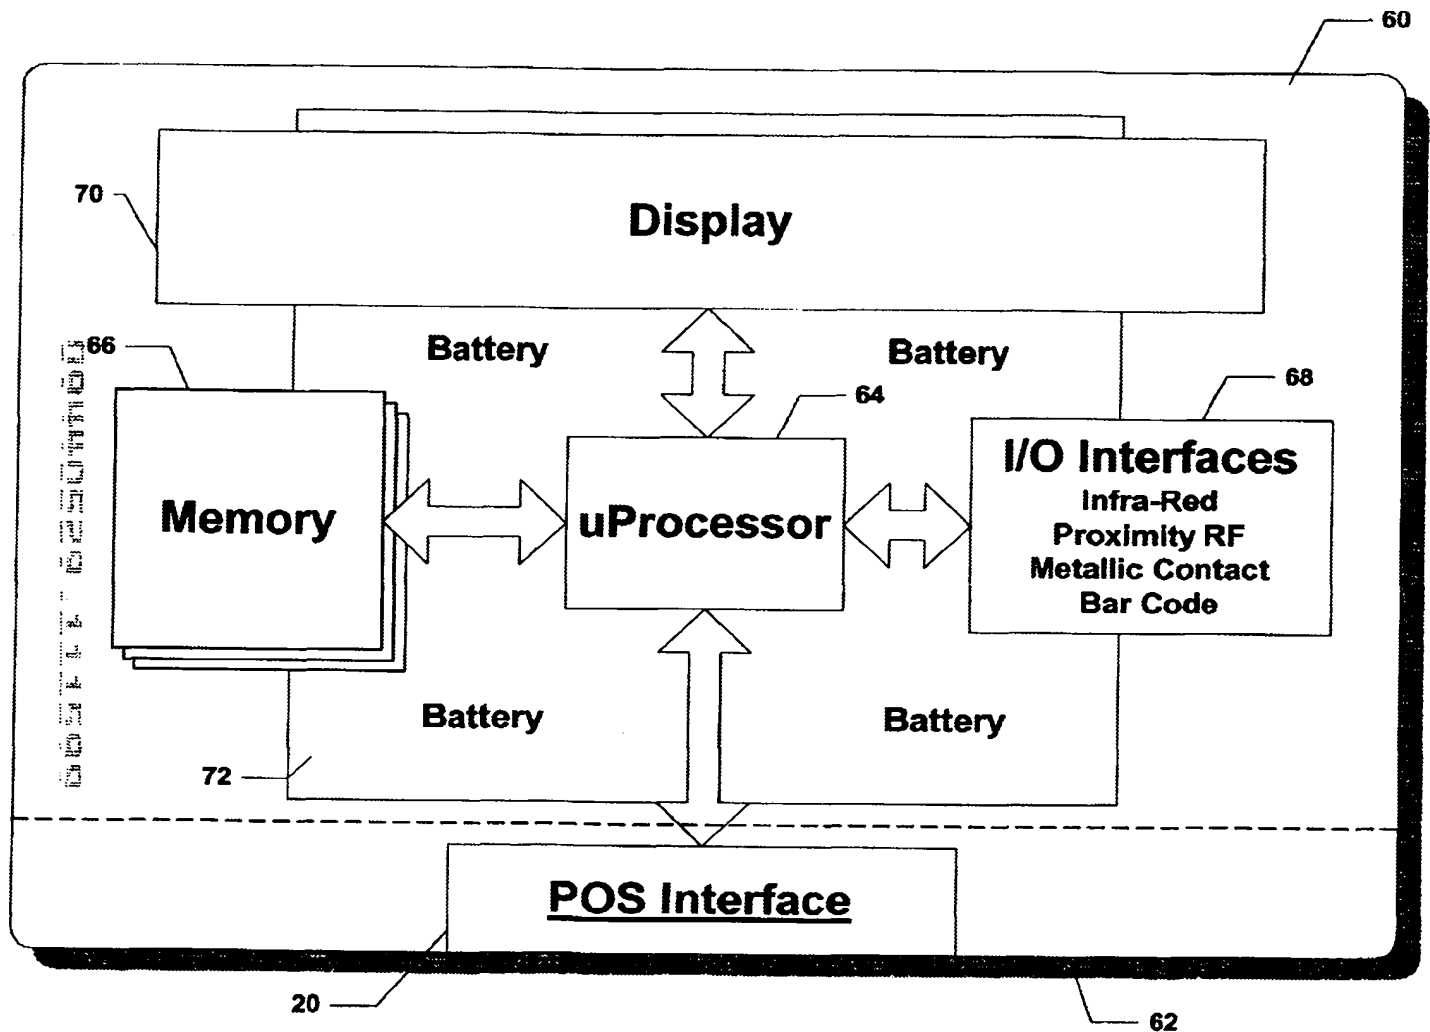 60
70
Display
66
Battery
Battery
64
68
Memory
uProcessor
I/O Interfaces
Infra-Red
Proximity RF
Metallic Contact
Bar Code
Battery
Battery
72
POS Interface
20
62